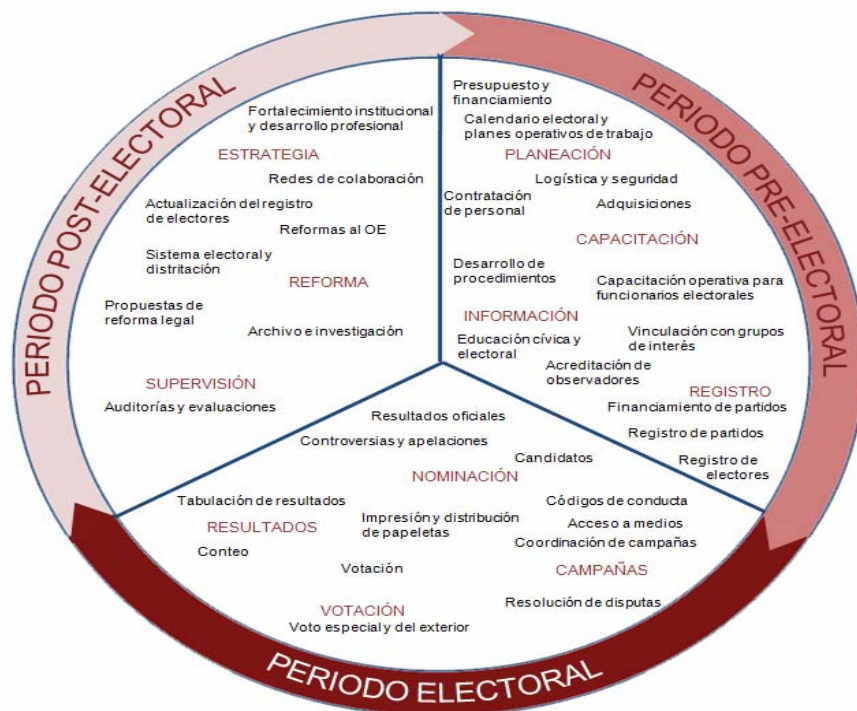 PERIODO POST-ELECTORAL
Fortalecimiento institucional
y desarrollo profesional
ESTRATEGIA
Redes de colaboración
Actualización del registro
de electores
Reformas al OE
Sistema electoral y
distritación
REFORMA
Propuestas de
reforma legal
Archivo e investigación
SUPERVISIÓN
Auditorías y evaluaciones
PERIODO PRE-ELECTORAL
Presupuesto y
financiamiento
Calendario electoral y
planes operativos de trabajo
PLANEACIÓN
Logística y seguridad
Contratación
de personal
Adquisiciones
CAPACITACIÓN
Desarrollo de
procedimientos
Capacitación operativa para
funcionarios electorales
INFORMACIÓN
Educación cívica y
electoral
Vinculación con grupos
de interés
Acreditación de
observadores
REGISTRO
Financiamiento de partidos
Registro de partidos
Registro de
electores
Resultados oficiales
Controversias y apelaciones
Candidatos
NOMINACIÓN
Tabulación de resultados
Códigos de conducta
RESULTADOS
Impresión y distribución
de papeletas
Acceso a medios
Coordinación de campañas
Conteo
Votación
CAMPAÑAS
VOTACIÓN
Resolución de disputas
Voto especial y del exterior
PERIODO ELECTORAL